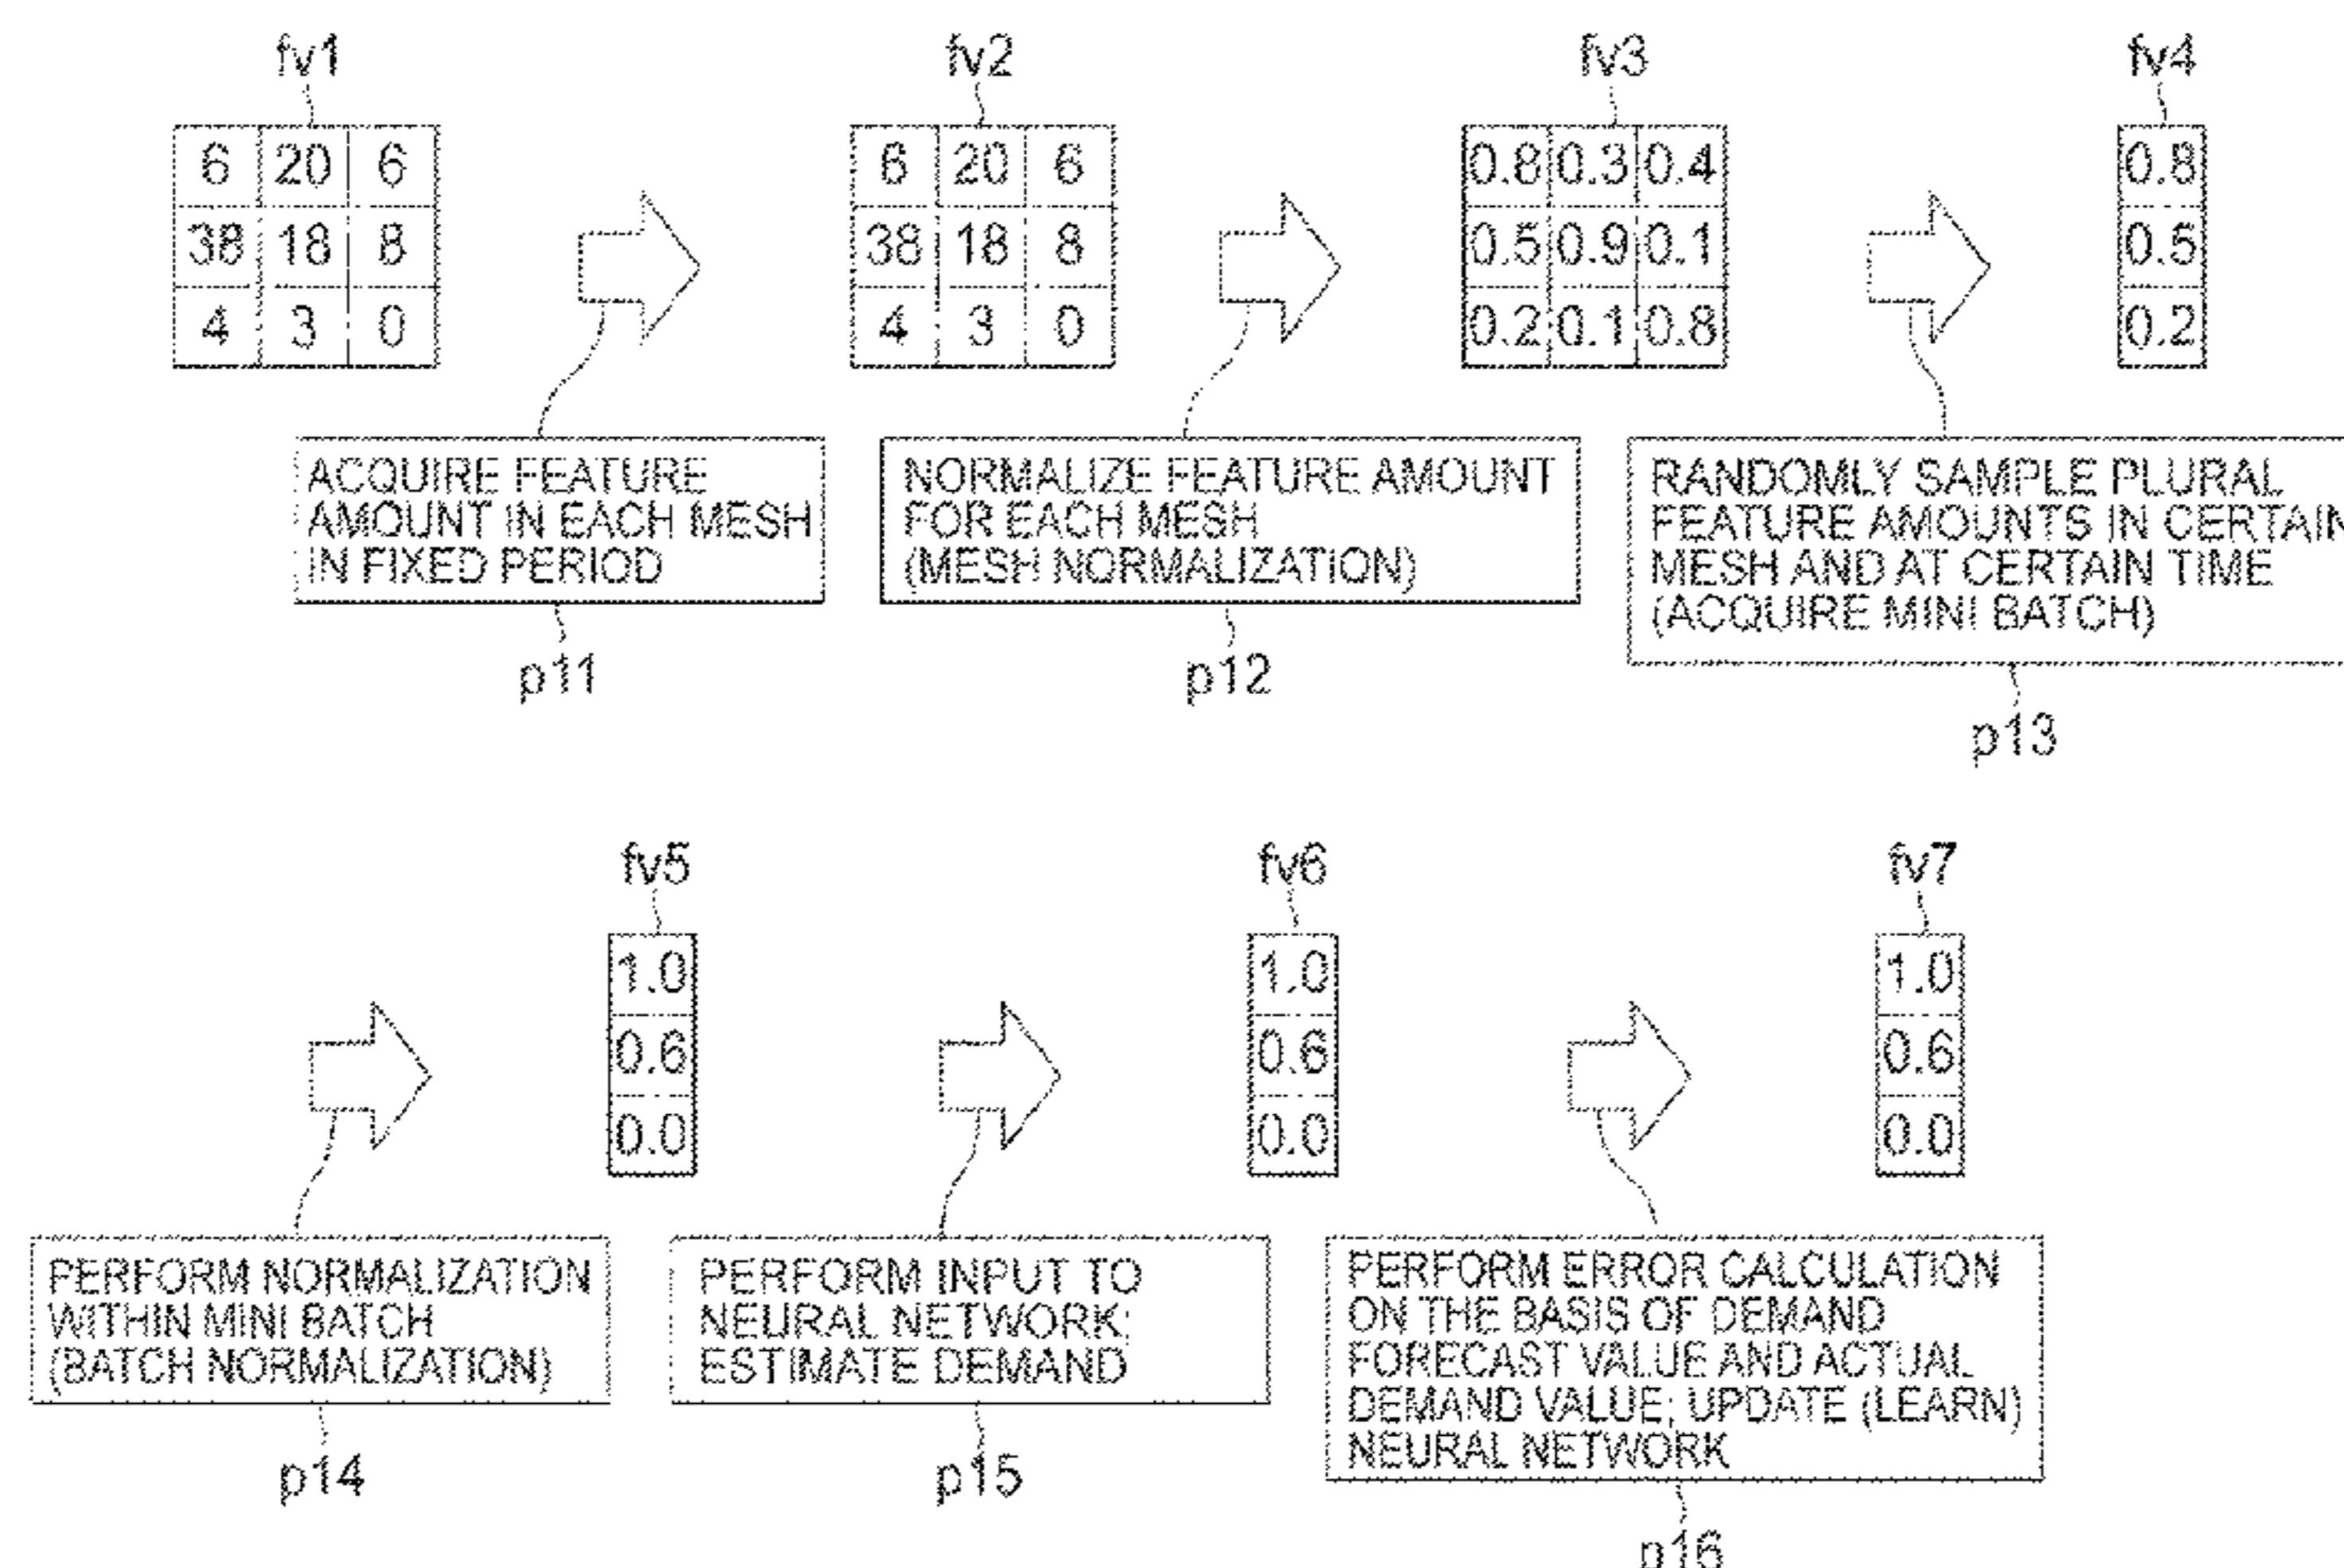 fv1 fv2 fv3 fv4
6 20 6 6 20 6 0.8 0.3 0.4 0.8
38 18 8 38 18 8 0.5 0.9 0.1 0.5
4 3 0 4 3 0 0.2 0.1 0.8 0.2
ACQUIRE FEATURE
AMOUNT IN EACH MESH
IN FIXED PERIOD
p11
NORMALIZE FEATURE AMOUNT
FOR EACH MESH
(MESH NORMALIZATION)
p12
RANDOMLY SAMPLE PLURAL
FEATURE AMOUNTS IN CERTAIN
MESH AND AT CERTAIN TIME
(ACQUIRE MINI BATCH)
p13
fv5 fv6 fv7
1.0 1.0 1.0
0.6 0.6 0.6
0.0 0.0 0.0
PERFORM NORMALIZATION
WITHIN MINI BATCH
(BATCH NORMALIZATION)
p14
PERFORM INPUT TO
NEURAL NETWORK;
ESTIMATE DEMAND
p15
PERFORM ERROR CALCULATION
ON THE BASIS OF DEMAND
FORECAST VALUE AND ACTUAL
DEMAND VALUE; UPDATE (LEARN)
NEURAL NETWORK
p16